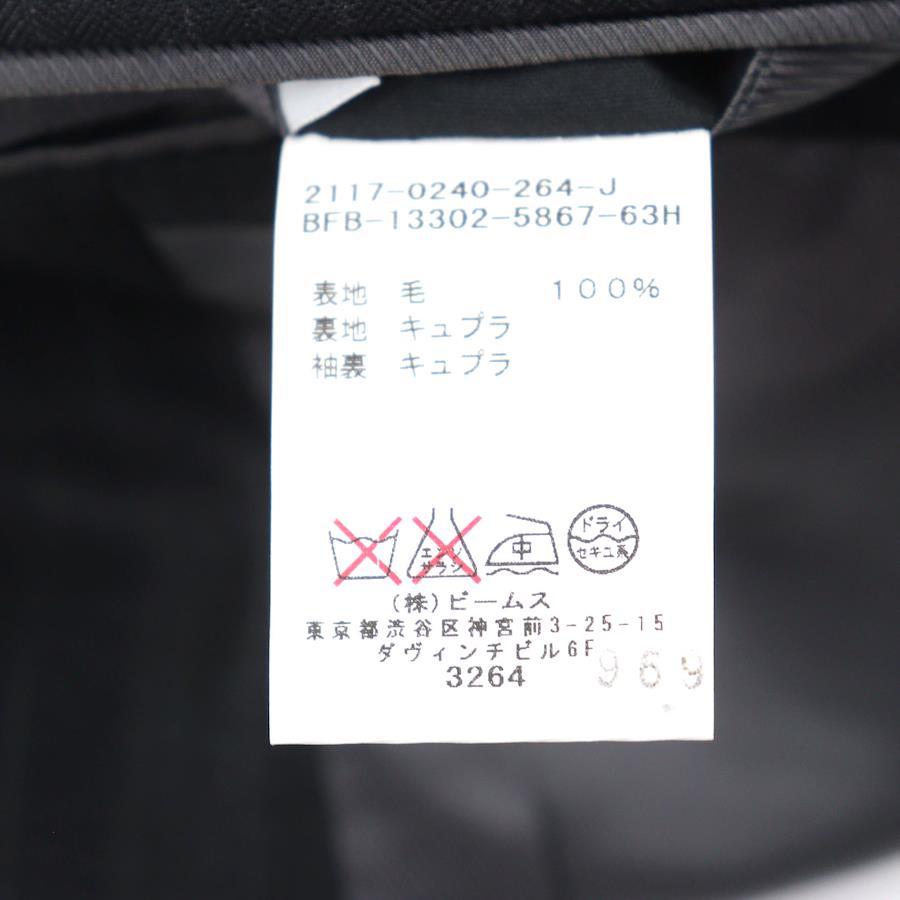 2117-0240-264-J
BFB-13302-5867-63H
表地 毛 100%
裏地 キュプラ
袖裏 キュプラ
エンソ
サラシ
中
ドライ
セキユ系
(株)ビームス
東京都渋谷区神宮前3-25-15
ダヴィンチビル6F
3264
969